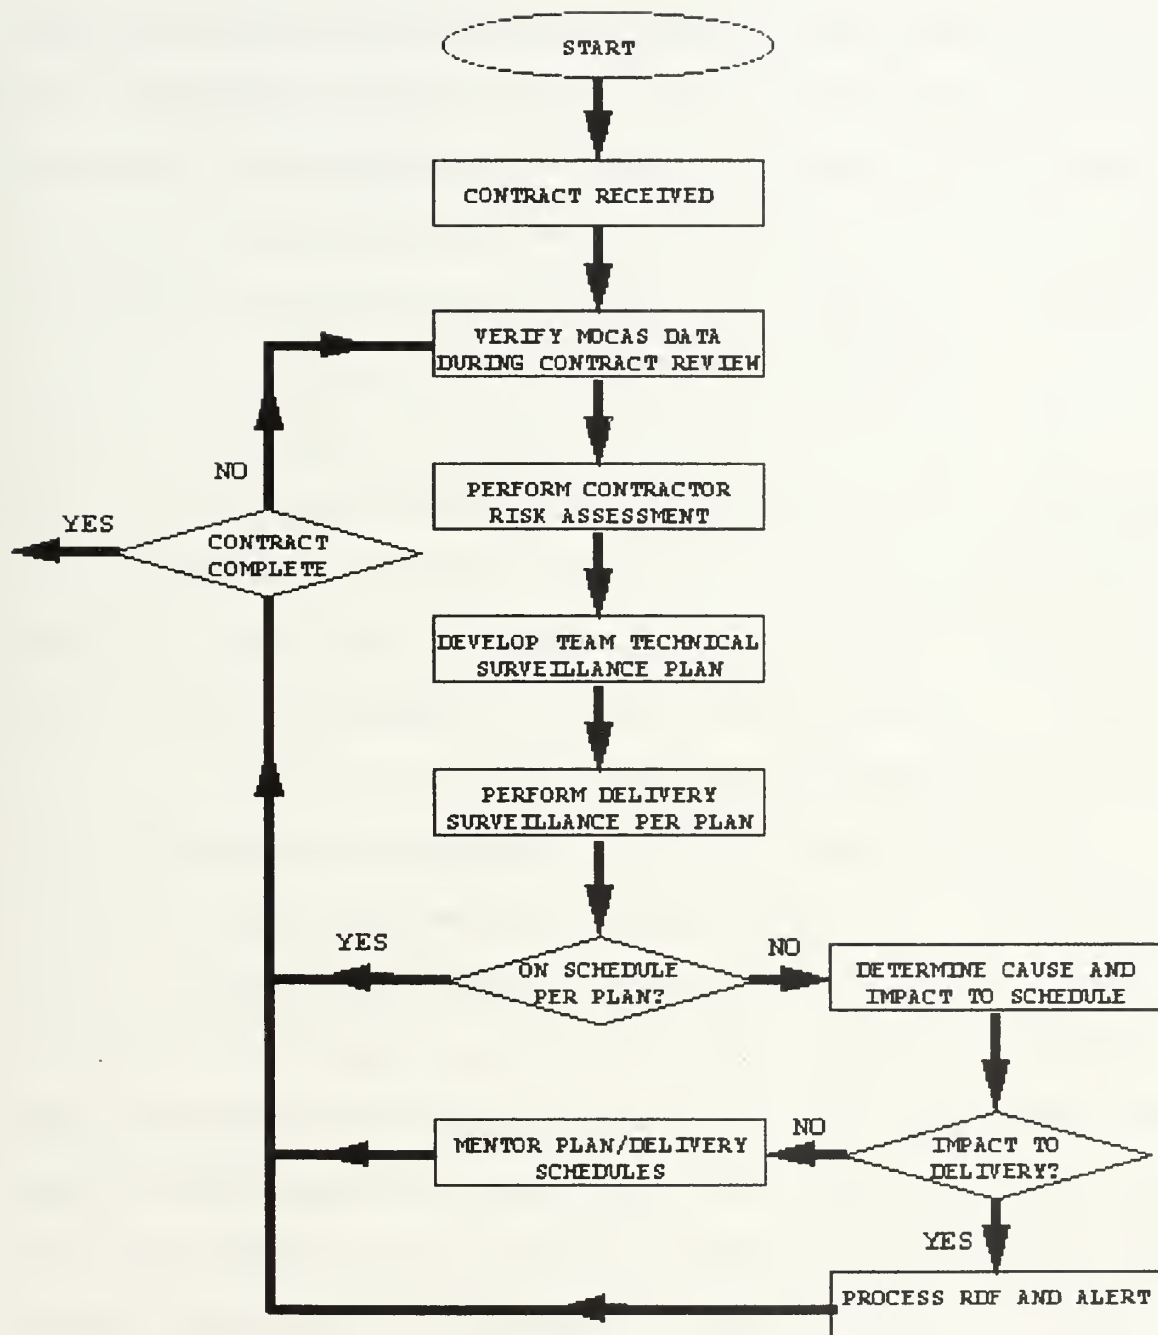 START
CONTRACT RECEIVED
VERIFY MOCAS DATA
DURING CONTRACT REVIEW
NO
PERFORM CONTRACTOR
RISK ASSESSMENT
YES
CONTRACT
COMPLETE
DEVELOP TEAM TECHNICAL
SURVEILLANCE PLAN
PERFORM DELIVERY
SURVEILLANCE PER PLAN
YES
ON SCHEDULE
PER PLAN?
NO
DETERMINE CAUSE AND
IMPACT TO SCHEDULE
MENTOR PLAN/DELIVERY
SCHEDULES
NO
IMPACT TO
DELIVERY?
YES
PROCESS RDF AND ALERT